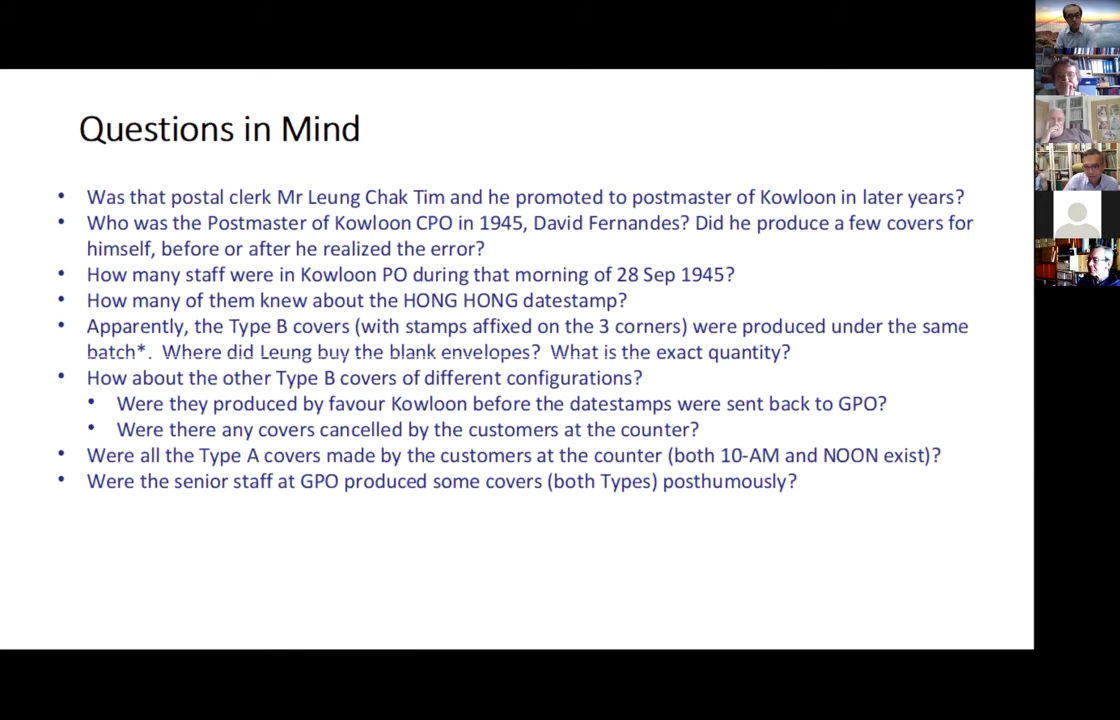 Questions in Mind
• Was that postal clerk Mr Leung Chak Tim and he promoted to postmaster of Kowloon in later years?
• Who was the Postmaster of Kowloon CPO in 1945, David Fernandes? Did he produce a few covers for
himself, before or after he realized the error?
• How many staff were in Kowloon PO during that morning of 28 Sep 1945?
• How many of them knew about the HONG HONG datestamp?
• Apparently, the Type B covers (with stamps affixed on the 3 corners) were produced under the same
batch*. Where did Leung buy the blank envelopes? What is the exact quantity?
• How about the other Type B covers of different configurations?
• Were they produced by favour Kowloon before the datestamps were sent back to GPO?
• Were there any covers cancelled by the customers at the counter?
• Were all the Type A covers made by the customers at the counter (both 10-AM and NOON exist)?
• Were the senior staff at GPO produced some covers (both Types) posthumously?